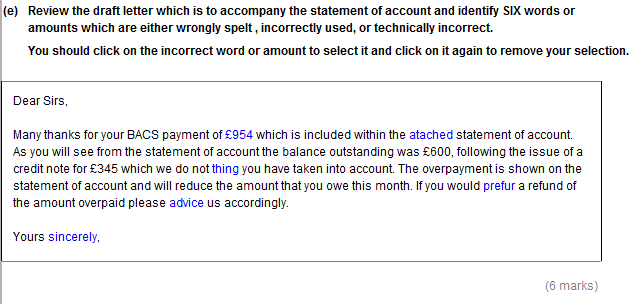 (e) Review the draft letter which is to accompany the statement of account and identify SIX words or
amounts which are either wrongly spelt , incorrectly used, or technically incorrect.
You should click on the incorrect word or amount to select it and click on it again to remove your selection.
Dear Sirs,
Many thanks for your BACS payment of £954 which is included within the atached statement of account.
As you will see from the statement of account the balance outstanding was £600, following the issue of a
credit note for £345 which we do not thing you have taken into account. The overpayment is shown on the
statement of account and will reduce the amount that you owe this month. If you would prefur a refund of
the amount overpaid please advice us accordingly.
Yours sincerely,
(6 marks)